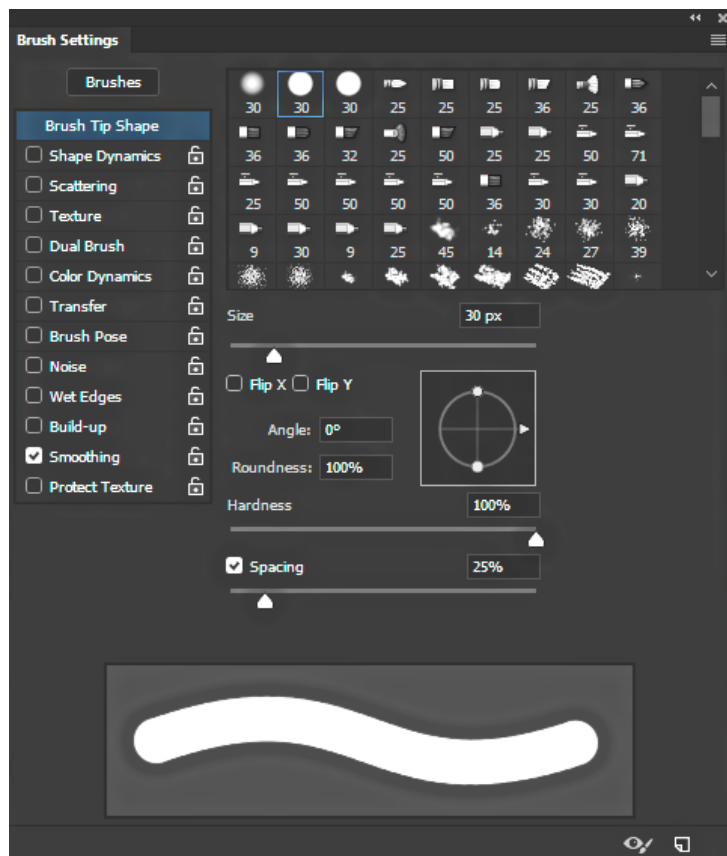 Brush Settings
Brushes
Brush Tip Shape
Shape Dynamics
Scattering
Texture
Dual Brush
Color Dynamics
Transfer
Brush Pose
Noise
Wet Edges
Build-up
Smoothing
Protect Texture
30 30 30 25 25 25 36 25 36
36 36 32 25 50 25 25 50 71
25 50 50 50 50 36 30 30 20
9 30 9 25 45 14 24 27 39
Size 30 px
Flip X Flip Y
Angle: 0°
Roundness: 100%
Hardness 100%
Spacing 25%